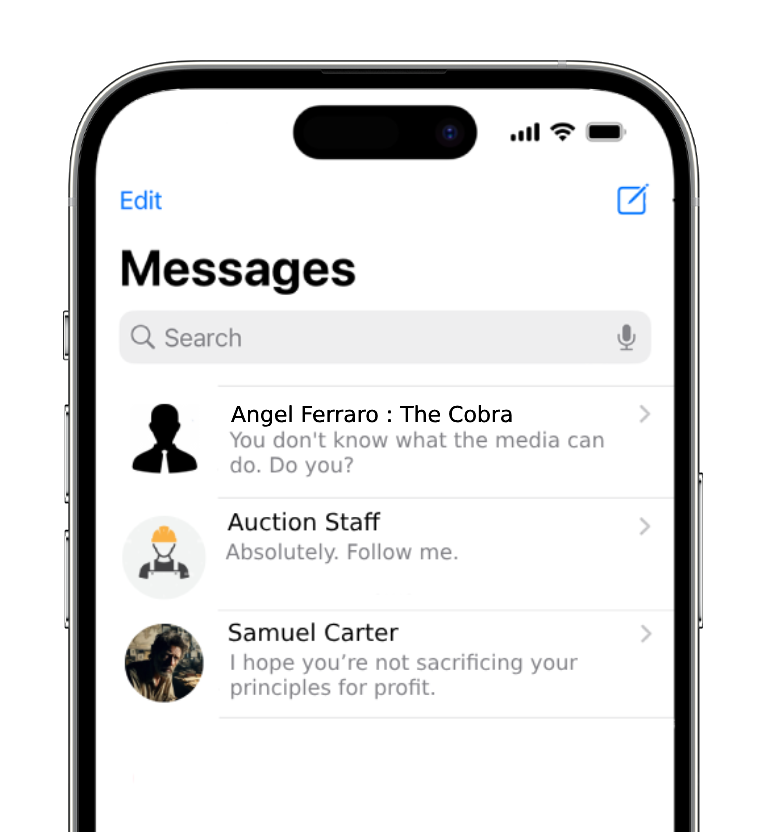 Edit
Messages
Search
Angel Ferraro : The Cobra
You don't know what the media can
do. Do you?
Auction Staff
Absolutely. Follow me.
Samuel Carter
I hope you’re not sacrificing your
principles for profit.